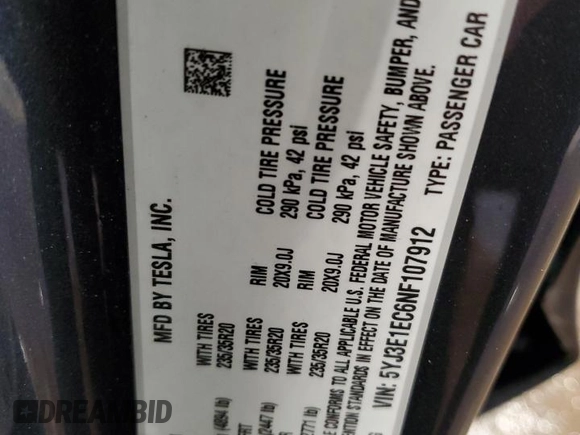 MFD BY TESLA, INC.
WITH TIRES RIM COLD TIRE PRESSURE
235/35R20 20X9.0J 290 kPa, 42 psi
WITH TIRES RIM COLD TIRE PRESSURE
235/35R20 20X9.0J 290 kPa, 42 psi
CONFORMS TO ALL APPLICABLE U.S. FEDERAL MOTOR VEHICLE SAFETY, BUMPER, AND
STANDARDS IN EFFECT ON THE DATE OF MANUFACTURE SHOWN ABOVE.
VIN: 5YJ3E1EC6NF107912 TYPE: PASSENGER CAR
DREAMBID